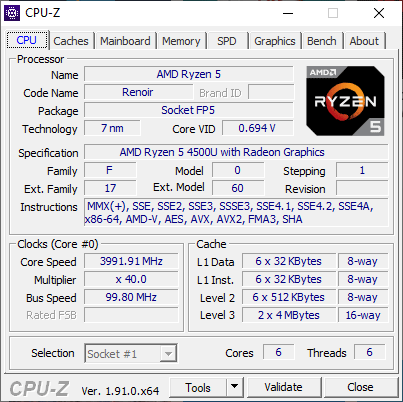 CPU-Z
CPU Caches Mainboard Memory SPD Graphics Bench About
Processor
Name AMD Ryzen 5
Code Name Renoir Brand ID
Package Socket FP5
Technology 7 nm Core VID 0.694 V
AMD RYZEN 5
Specification AMD Ryzen 5 4500U with Radeon Graphics
Family F Model 0 Stepping 1
Ext. Family 17 Ext. Model 60 Revision
Instructions MMX(+), SSE, SSE2, SSE3, SSSE3, SSE4.1, SSE4.2, SSE4A,
x86-64, AMD-V, AES, AVX, AVX2, FMA3, SHA
Clocks (Core #0)
Core Speed 3991.91 MHz
Multiplier x 40.0
Bus Speed 99.80 MHz
Rated FSB
Cache
L1 Data 6 x 32 KBytes 8-way
L1 Inst. 6 x 32 KBytes 8-way
Level 2 6 x 512 KBytes 8-way
Level 3 2 x 4 MBytes 16-way
Selection Socket #1 Cores 6 Threads 6
CPU-Z Ver. 1.91.0.x64 Tools Validate Close